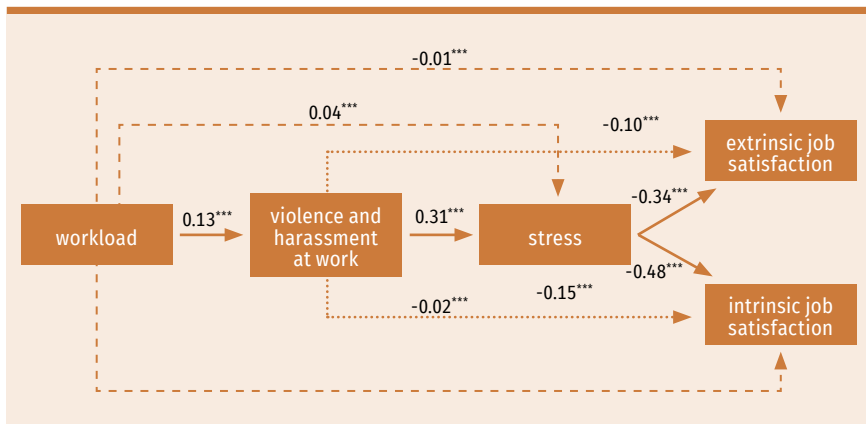 -0.01***
0.04***
-0.10***
extrinsic job
satisfaction
-0.34***
0.13***
violence and
harassment
at work
0.31***
workload
stress
-0.48***
-0.15***
-0.02***
intrinsic job
satisfaction